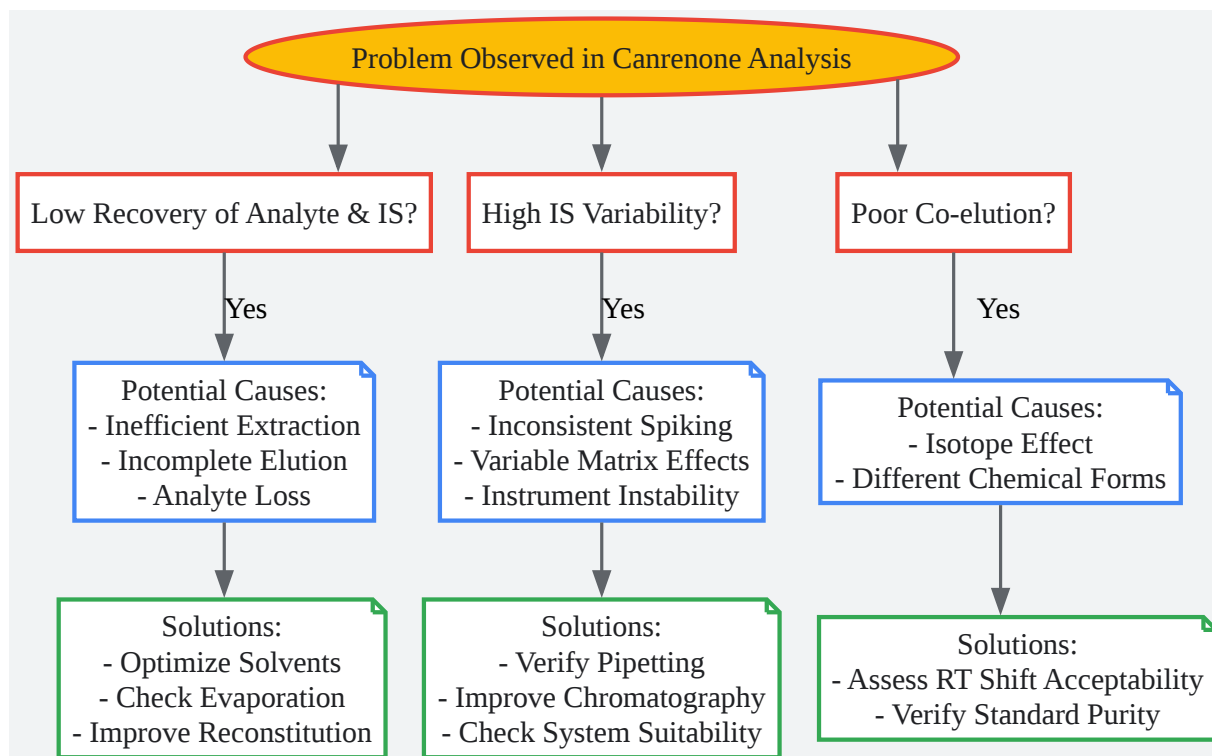 Problem Observed in Canrenone Analysis
Low Recovery of Analyte & IS?
High IS Variability?
Poor Co-elution?
Yes
Yes
Yes
Potential Causes:
- Inefficient Extraction
- Incomplete Elution
- Analyte Loss
Potential Causes:
- Inconsistent Spiking
- Variable Matrix Effects
- Instrument Instability
Potential Causes:
- Isotope Effect
- Different Chemical Forms
Solutions:
- Optimize Solvents
- Check Evaporation
- Improve Reconstitution
Solutions:
- Verify Pipetting
- Improve Chromatography
- Check System Suitability
Solutions:
- Assess RT Shift Acceptability
- Verify Standard Purity